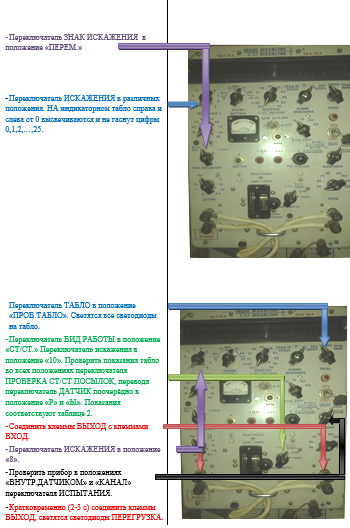 - Переключатель ЗНАК ИСКАЖЕНИЯ в
положение «ПЕРЕМ.»
- Переключатель ИСКАЖЕНИЯ в различных
положения. НА индикаторном табло справа и
слева от 0 высвечиваются и не гаснут цифры
0,1,2,…,25.
Переключатель ТАБЛО в положение
«ПРОВ.ТАБЛО». Светятся все светодиоды
на табло.
- Переключатель ВИД РАБОТЫ в положение
«СТ/СТ.» Переключатель искажения в
положение «10». Проверить показания табло
во всех положениях переключателя
ПРОВЕРКА СТ/СТ ПОСЫЛОК, переводя
переключатель ДАТЧИК поочерёдно в
положение «Р» и «Ы». Показания
соответствуют таблице 2.
- Соединить клеммы ВЫХОД с клеммами
ВХОД.
- Переключатель ИСКАЖЕНИЯ в положение
«8».
- Проверить прибор в положениях
«ВНУТР.ДАТЧИКОМ» и «КАНАЛ»
переключателя ИСПЫТАНИЯ.
- Кратковременно (2-3 с) соединить клеммы
ВЫХОД, светятся светодиоды ПЕРЕГРУЗКА.